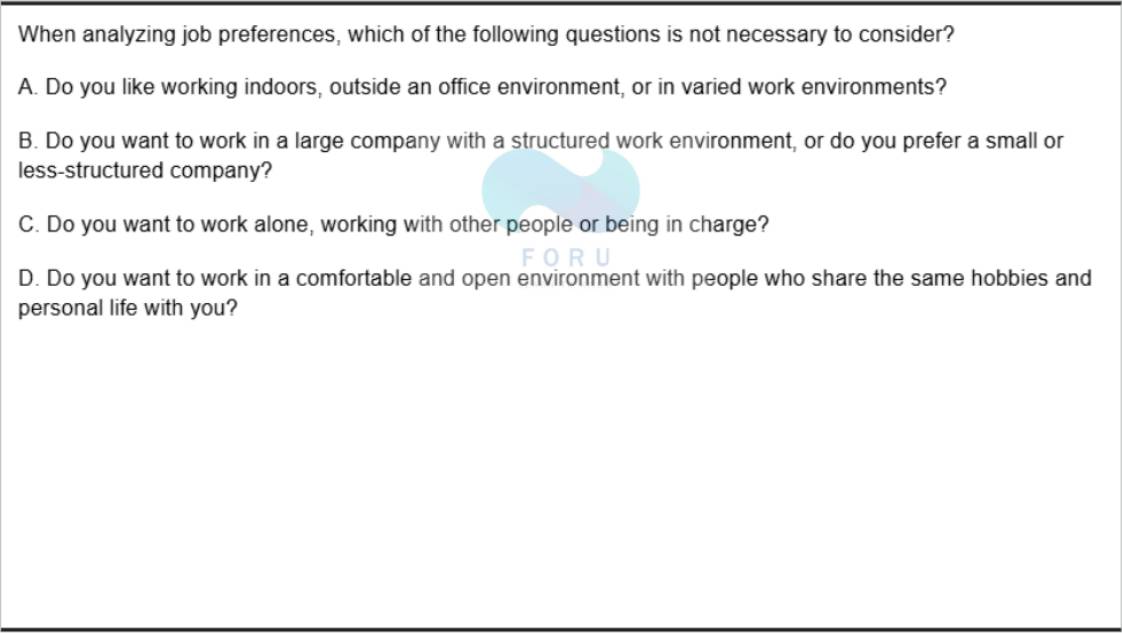 When analyzing job preferences, which of the following questions is not necessary to consider?
A. Do you like working indoors, outside an office environment, or in varied work environments?
B. Do you want to work in a large company with a structured work environment, or do you prefer a small or
less-structured company?
C. Do you want to work alone, working with other people or being in charge?
FORU
D. Do you want to work in a comfortable and open environment with people who share the same hobbies and
personal life with you?